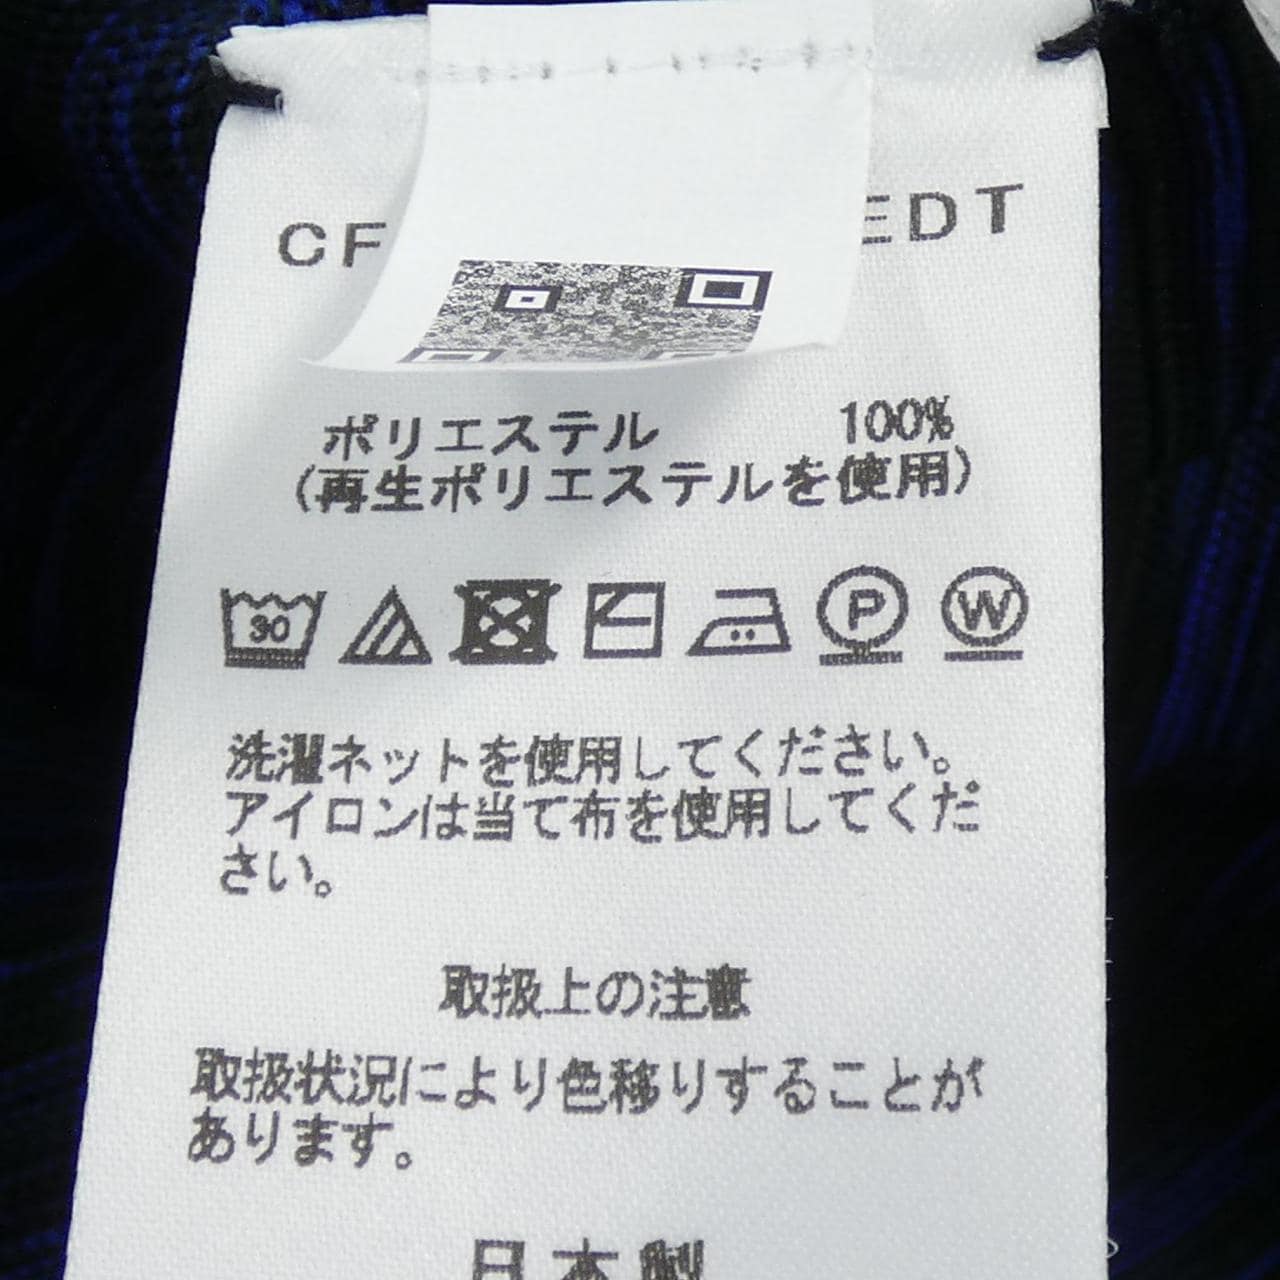 CF EDT
ポリエステル 100%
(再生ポリエステルを使用)
30 P W
洗濯ネットを使用してください。
アイロンは当て布を使用してくだ
さい。
取扱上の注意
取扱状況により色移りすることが
あります。
日本製